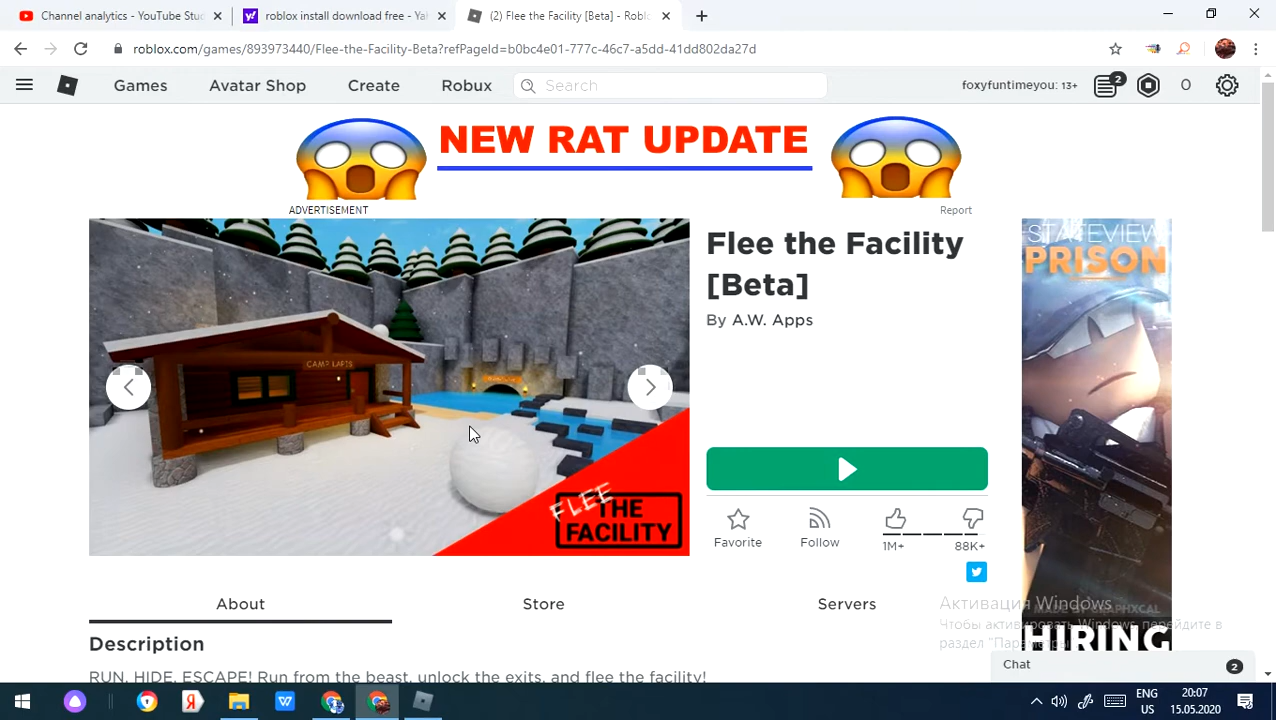 Channel analytics - YouTube Stu
roblox install download free - Ya
(2) Flee the Facility [Beta] - Robl
roblox.com/games/893973440/Flee-the-Facility-Beta?refPageId=b0bc4e01-777c-46c7-a5dd-41dd802da27d
Games
Avatar Shop
Create
Robux
Search
foxyfuntimeyou: 13+
2
0
NEW RAT UPDATE
ADVERTISEMENT
Report
CAMP LAPIS
FLEE
THE
FACILITY
Flee the Facility
[Beta]
By A.W. Apps
Favorite
Follow
1M+
88K+
STATEVIEW
PRISON
MADE BY GRAPHXCAL
HIRING
About
Store
Servers
Description
RUN, HIDE, ESCAPE! Run from the beast, unlock the exits, and flee the facility!
Активация Windows
Чтобы активировать Windows, перейдите в
раздел "Параметры
Chat
2
ENG
US
20:07
15.05.2020